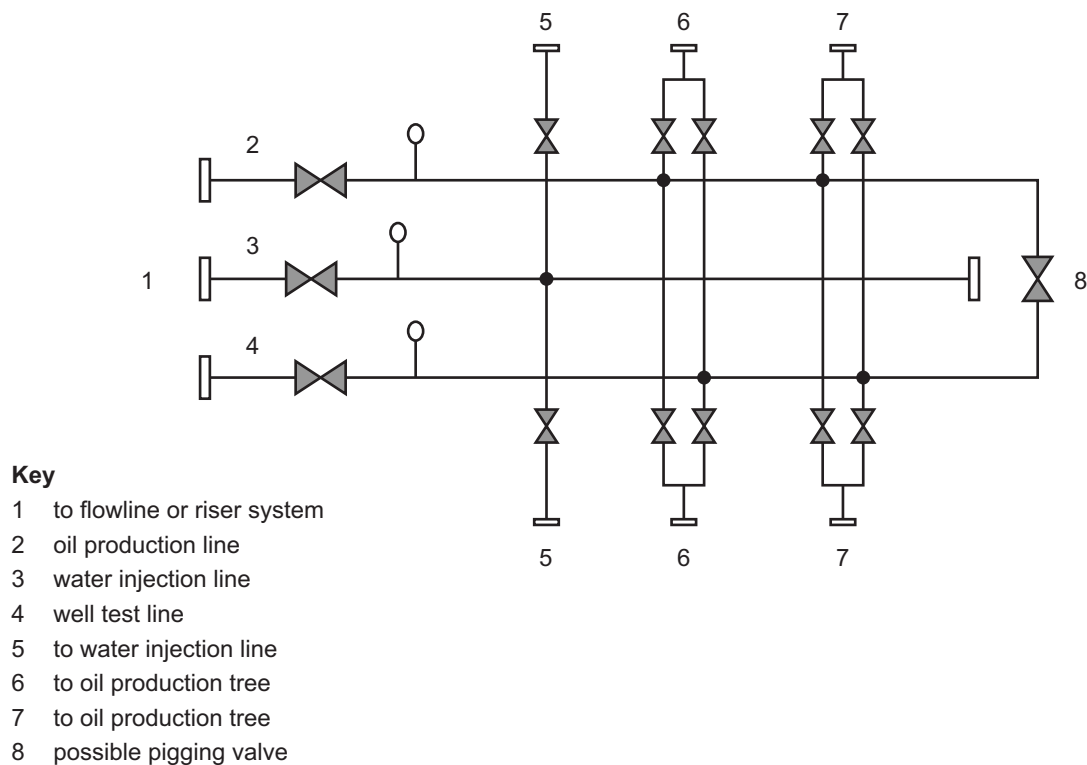 5 6 7
2
3
1
8
4
5 6 7
Key
1 to flowline or riser system
2 oil production line
3 water injection line
4 well test line
5 to water injection line
6 to oil production tree
7 to oil production tree
8 possible pigging valve